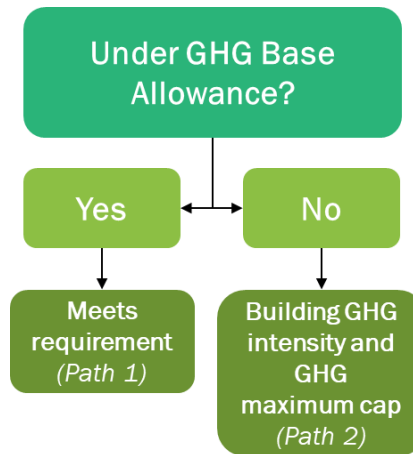 Under GHG Base
Allowance?
Yes
No
Meets
requirement
(Path 1)
Building GHG
intensity and
GHG
maximum cap
(Path 2)